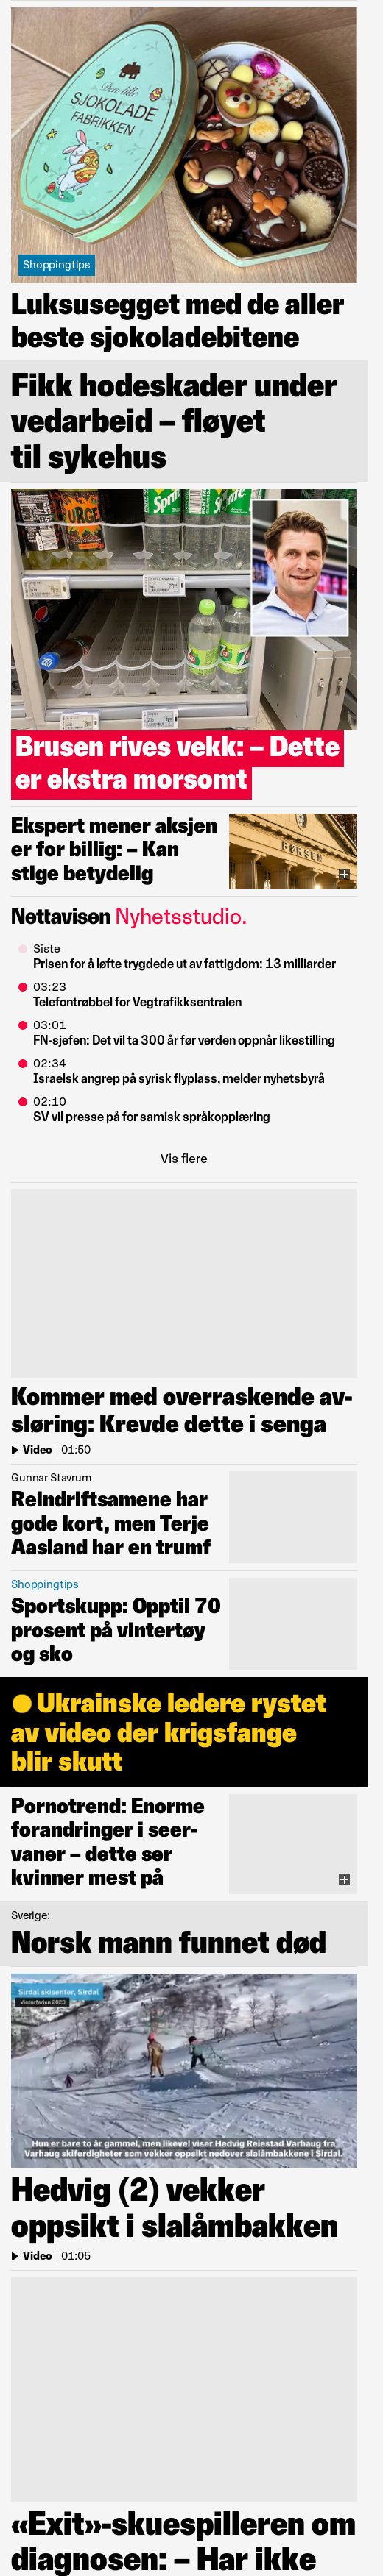 Den lille
SJOKOLADE
FABRIKKEN
Shoppingtips
Luksusegget med de aller
beste sjokoladebitene
Fikk hodeskader under
vedarbeid – fløyet
til sykehus
URGE
Sprite
Brusen rives vekk: – Dette
er ekstra morsomt
Ekspert mener aksjen
er for billig: – Kan
stige betydelig
BØRSEN
Nettavisen Nyhetsstudio.
Siste
Prisen for å løfte trygdede ut av fattigdom: 13 milliarder
03:23
Telefontrøbbel for Vegtrafikksentralen
03:01
FN-sjefen: Det vil ta 300 år før verden oppnår likestilling
02:34
Israelsk angrep på syrisk flyplass, melder nyhetsbyrå
02:10
SV vil presse på for samisk språkopplæring
Vis flere
Kommer med overraskende av-
sløring: Krevde dette i senga
Video | 01:50
Gunnar Stavrum
Reindriftsamene har
gode kort, men Terje
Aasland har en trumf
Shoppingtips
Sportskupp: Opptil 70
prosent på vintertøy
og sko
Ukrainske ledere rystet
av video der krigsfange
blir skutt
Pornotrend: Enorme
forandringer i seer-
vaner – dette ser
kvinner mest på
Sverige:
Norsk mann funnet død
Sirdal skisenter, Sirdal
Vinterferien 2023
Hun er bare to år gammel, men likevel viser Hedvig Reiestad Varhaug fra
Varhaug skiferdigheter som vekker oppsikt nedover slalåmbakkene i Sirdal.
Hedvig (2) vekker
oppsikt i slalåmbakken
Video | 01:05
«Exit»-skuespilleren om
diagnosen: – Har ikke